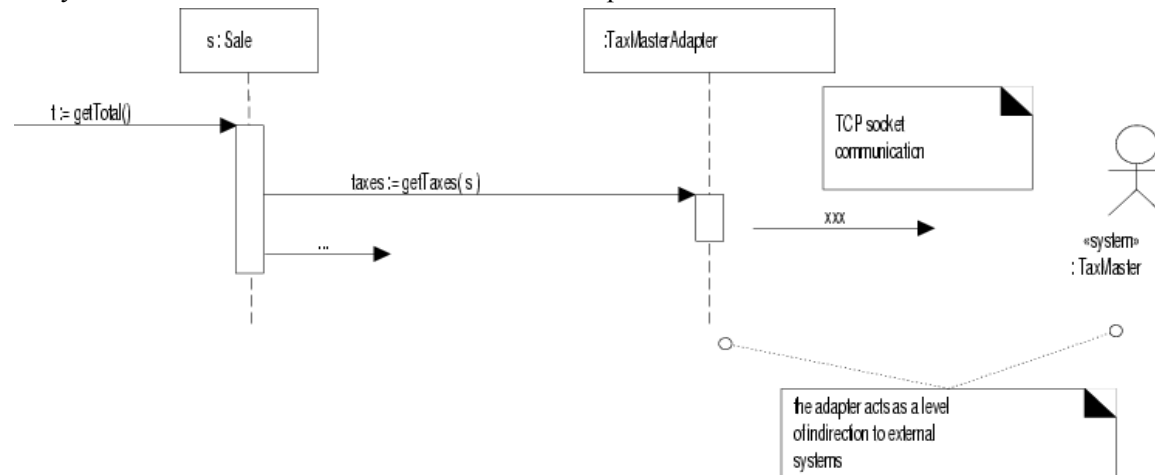 s : Sale
:TaxMasterAdapter
t := getTotal()
TCP socket
communication
taxes := getTaxes( s )
xxx
...
«system»
: TaxMaster
the adapter acts as a level
of indirection to external
systems